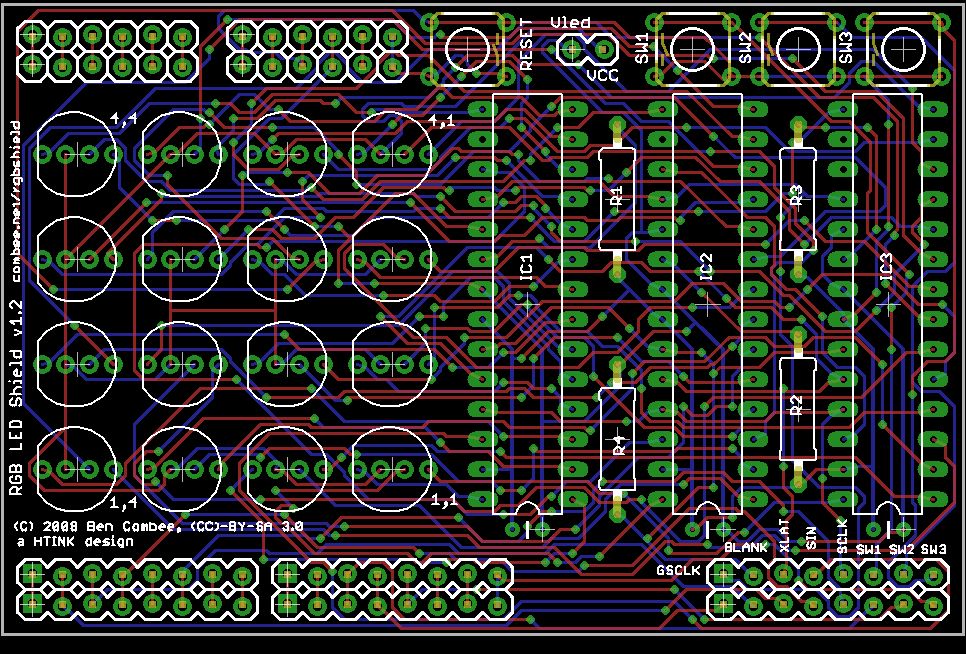 RESET
Vled
VCC
SW1
SW2
SW3
4,4
4,1
combee.net/rgbshield
RGB LED Shield v1.2
R1
R3
IC1
IC2
IC3
R2
R4
1,4
1,1
(C) 2008 Ben Combee, (CC)-BY-SA 3.0
a HTINK design
GSCLK
BLANK
XLAT
SIN
SCLK
SW1 SW2 SW3